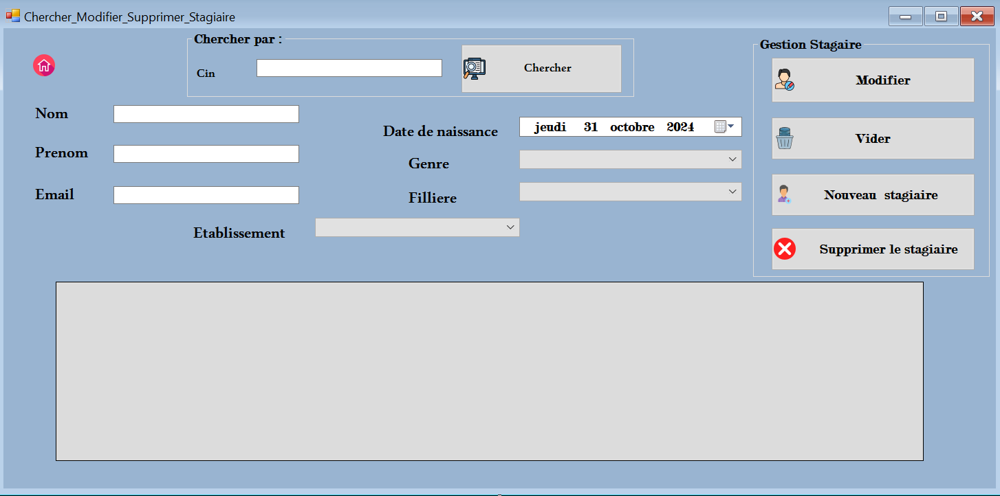 Chercher_Modifier_Supprimer_Stagiaire
Chercher par :
Cin
Chercher
Gestion Stagaire
Modifier
Nom
Date de naissance
jeudi 31 octobre 2024
Vider
Prenom
Genre
Email
Filliere
Nouveau stagiaire
Etablissement
Supprimer le stagiaire